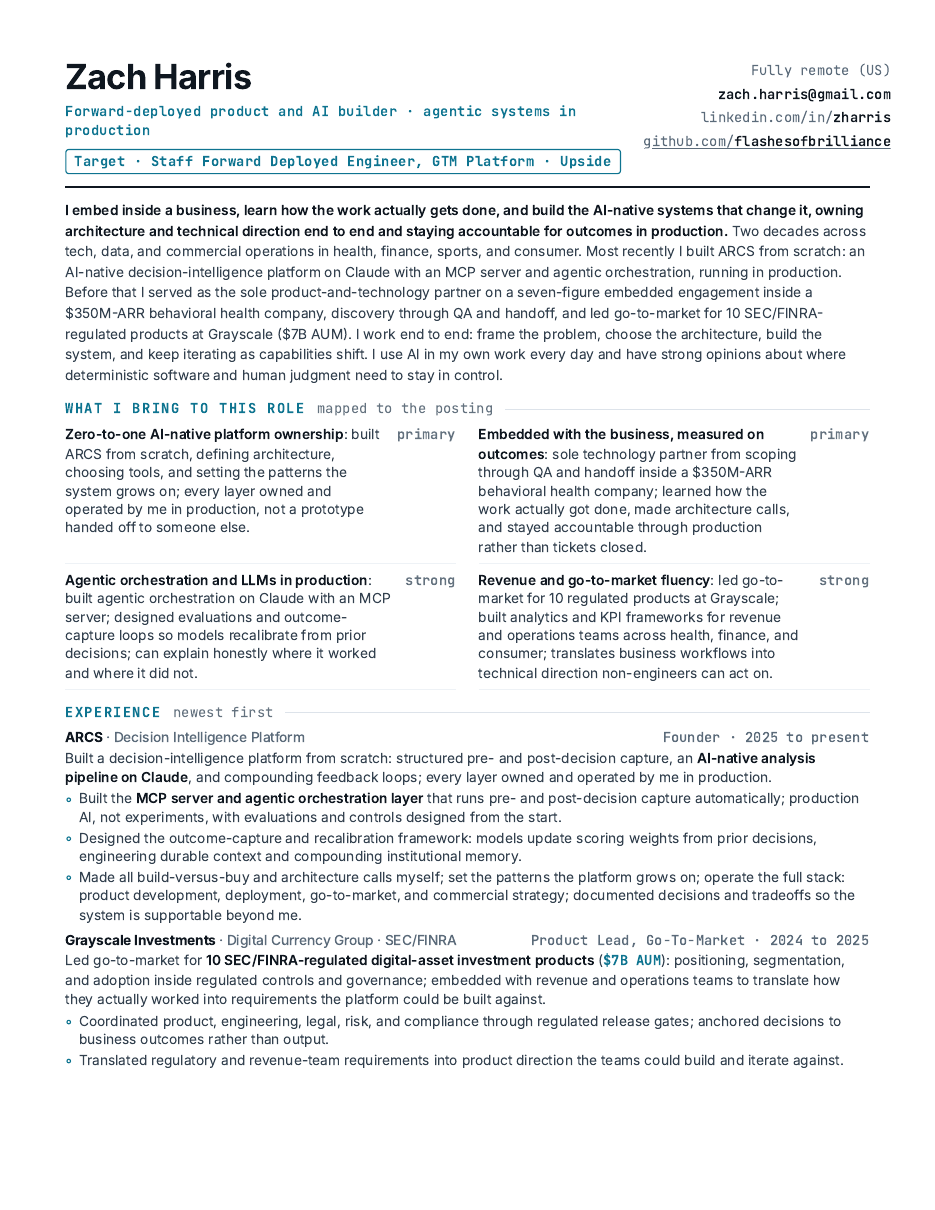 Zach Harris
Forward-deployed product and AI builder · agentic systems in
production
Target · Staff Forward Deployed Engineer, GTM Platform · Upside
Fully remote (US)
zach.harris@gmail.com
linkedin.com/in/zharris
github.com/flashesofbrilliance
I embed inside a business, learn how the work actually gets done, and build the AI-native systems that change it, owning
architecture and technical direction end to end and staying accountable for outcomes in production. Two decades across
tech, data, and commercial operations in health, finance, sports, and consumer. Most recently I built ARCS from scratch: an
AI-native decision-intelligence platform on Claude with an MCP server and agentic orchestration, running in production.
Before that I served as the sole product-and-technology partner on a seven-figure embedded engagement inside a
$350M-ARR behavioral health company, discovery through QA and handoff, and led go-to-market for 10 SEC/FINRA-
regulated products at Grayscale ($7B AUM). I work end to end: frame the problem, choose the architecture, build the
system, and keep iterating as capabilities shift. I use AI in my own work every day and have strong opinions about where
deterministic software and human judgment need to stay in control.
WHAT I BRING TO THIS ROLE mapped to the posting
Zero-to-one AI-native platform ownership: built primary
ARCS from scratch, defining architecture,
choosing tools, and setting the patterns the
system grows on; every layer owned and
operated by me in production, not a prototype
handed off to someone else.
Embedded with the business, measured on primary
outcomes: sole technology partner from scoping
through QA and handoff inside a $350M-ARR
behavioral health company; learned how the
work actually got done, made architecture calls,
and stayed accountable through production
rather than tickets closed.
Agentic orchestration and LLMs in production: strong
built agentic orchestration on Claude with an MCP
server; designed evaluations and outcome-
capture loops so models recalibrate from prior
decisions; can explain honestly where it worked
and where it did not.
Revenue and go-to-market fluency: led go-to- strong
market for 10 regulated products at Grayscale;
built analytics and KPI frameworks for revenue
and operations teams across health, finance, and
consumer; translates business workflows into
technical direction non-engineers can act on.
EXPERIENCE newest first
ARCS · Decision Intelligence Platform Founder · 2025 to present
Built a decision-intelligence platform from scratch: structured pre- and post-decision capture, an AI-native analysis
pipeline on Claude, and compounding feedback loops; every layer owned and operated by me in production.
Built the MCP server and agentic orchestration layer that runs pre- and post-decision capture automatically; production
AI, not experiments, with evaluations and controls designed from the start.
Designed the outcome-capture and recalibration framework: models update scoring weights from prior decisions,
engineering durable context and compounding institutional memory.
Made all build-versus-buy and architecture calls myself; set the patterns the platform grows on; operate the full stack:
product development, deployment, go-to-market, and commercial strategy; documented decisions and tradeoffs so the
system is supportable beyond me.
Grayscale Investments · Digital Currency Group · SEC/FINRA Product Lead, Go-To-Market · 2024 to 2025
Led go-to-market for 10 SEC/FINRA-regulated digital-asset investment products ($7B AUM): positioning, segmentation,
and adoption inside regulated controls and governance; embedded with revenue and operations teams to translate how
they actually worked into requirements the platform could be built against.
Coordinated product, engineering, legal, risk, and compliance through regulated release gates; anchored decisions to
business outcomes rather than output.
Translated regulatory and revenue-team requirements into product direction the teams could build and iterate against.